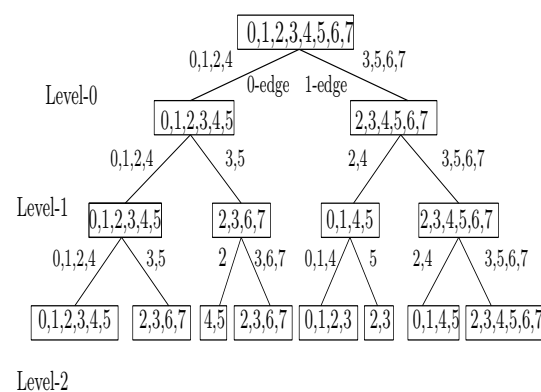 0,1,2,3,4,5,6,7
0,1,2,4 3,5,6,7
0-edge 1-edge
Level-0
0,1,2,3,4,5 2,3,4,5,6,7
0,1,2,4 3,5 2,4 3,5,6,7
Level-1
0,1,2,3,4,5 2,3,6,7 0,1,4,5 2,3,4,5,6,7
0,1,2,4 3,5 2 3,6,7 0,1,4 5 2,4 3,5,6,7
0,1,2,3,4,5 2,3,6,7 4,5 2,3,6,7 0,1,2,3 2,3 0,1,4,5 2,3,4,5,6,7
Level-2